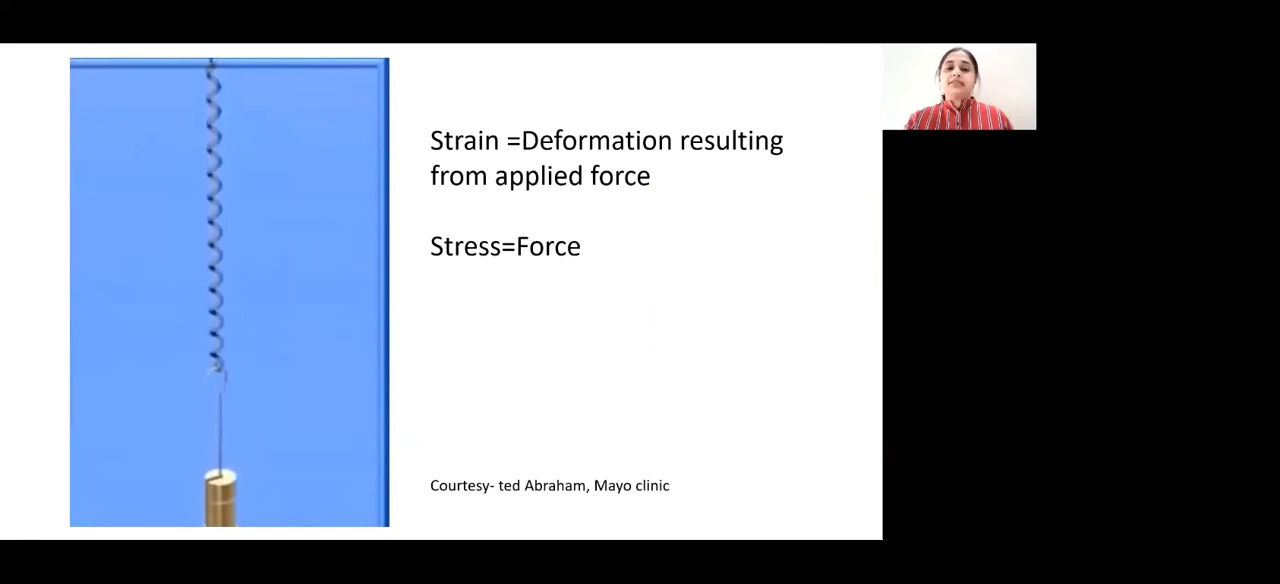 Strain =Deformation resulting
from applied force
Stress=Force
Courtesy- ted Abraham, Mayo clinic